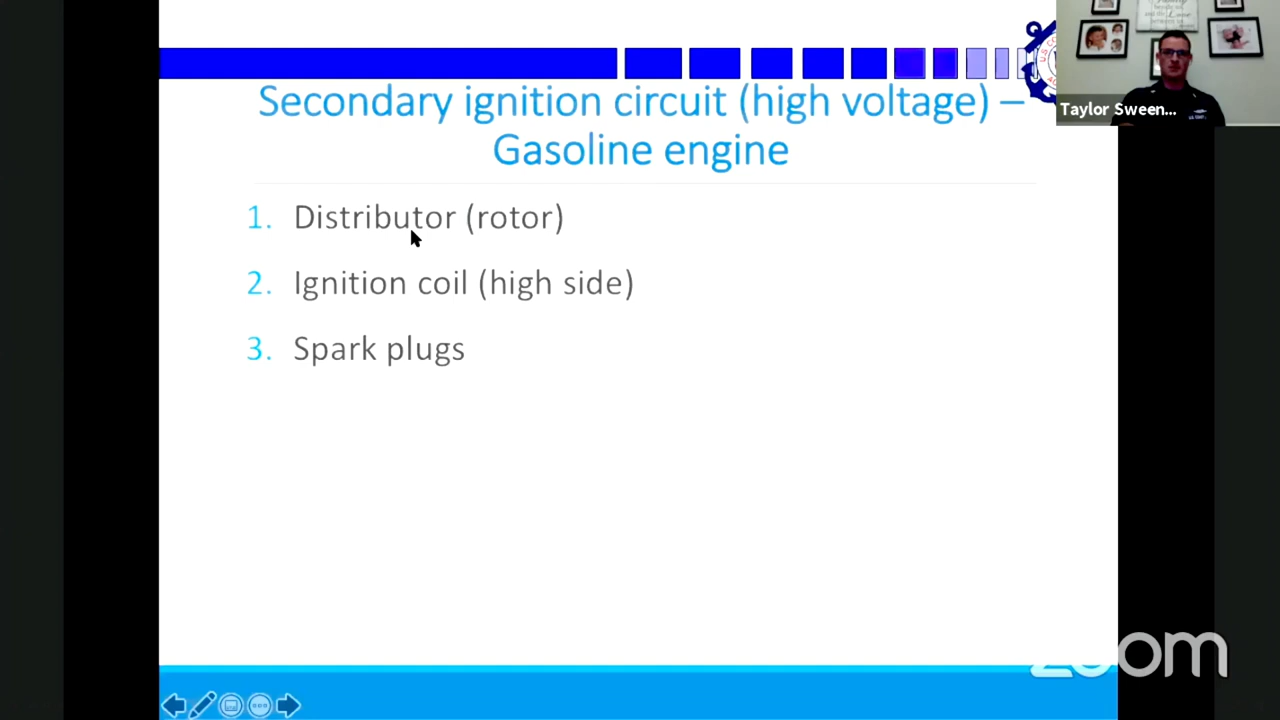 Secondary ignition circuit (high voltage) –
Gasoline engine
1. Distributor (rotor)
2. Ignition coil (high side)
3. Spark plugs
Taylor Sween...
zoom